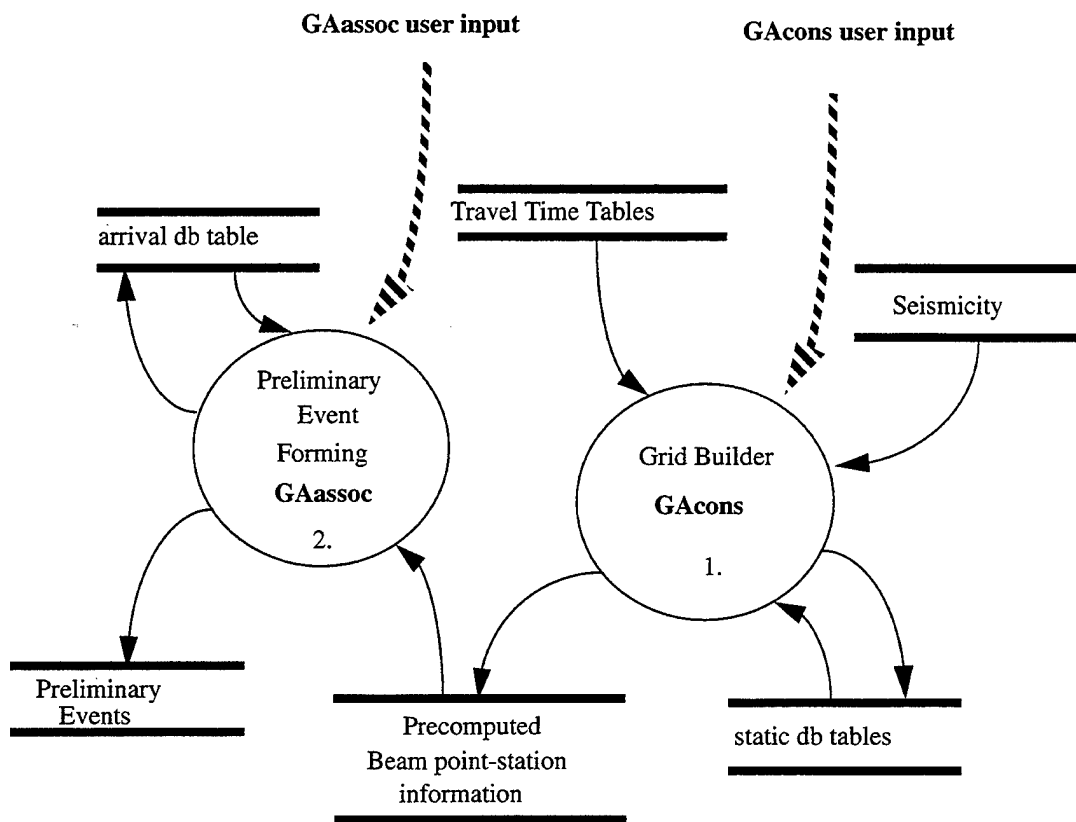 GAassoc user input
GAcons user input
Travel Time Tables
arrival db table
Seismicity
Preliminary
Event
Forming
GAassoc
2.
Grid Builder
GAcons
1.
Preliminary
Events
Precomputed
Beam point-station
information
static db tables